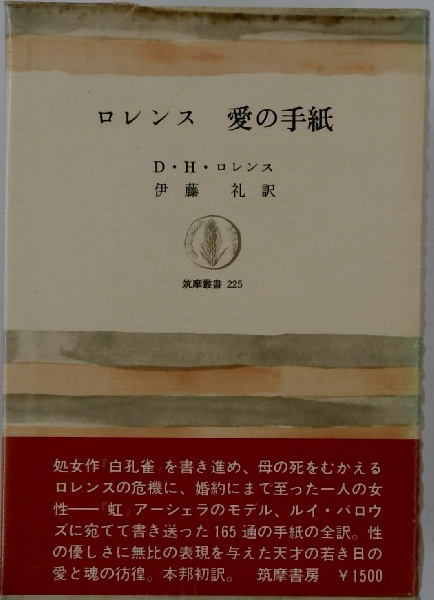 ロレンス 愛の手紙
D・H・ロレンス
伊藤 礼訳
筑摩叢書 225
処女作『白孔雀』を書き進め、母の死をむかえる
ロレンスの危機に、婚約にまで至った一人の女
性――『虹』アーシェラのモデル、ルイ・バロウ
ズに宛てて書き送った 165 通の手紙の全訳。性
の優しさに無比の表現を与えた天才の若き日の
愛と魂の彷徨。本邦初訳。 筑摩書房 ¥1500